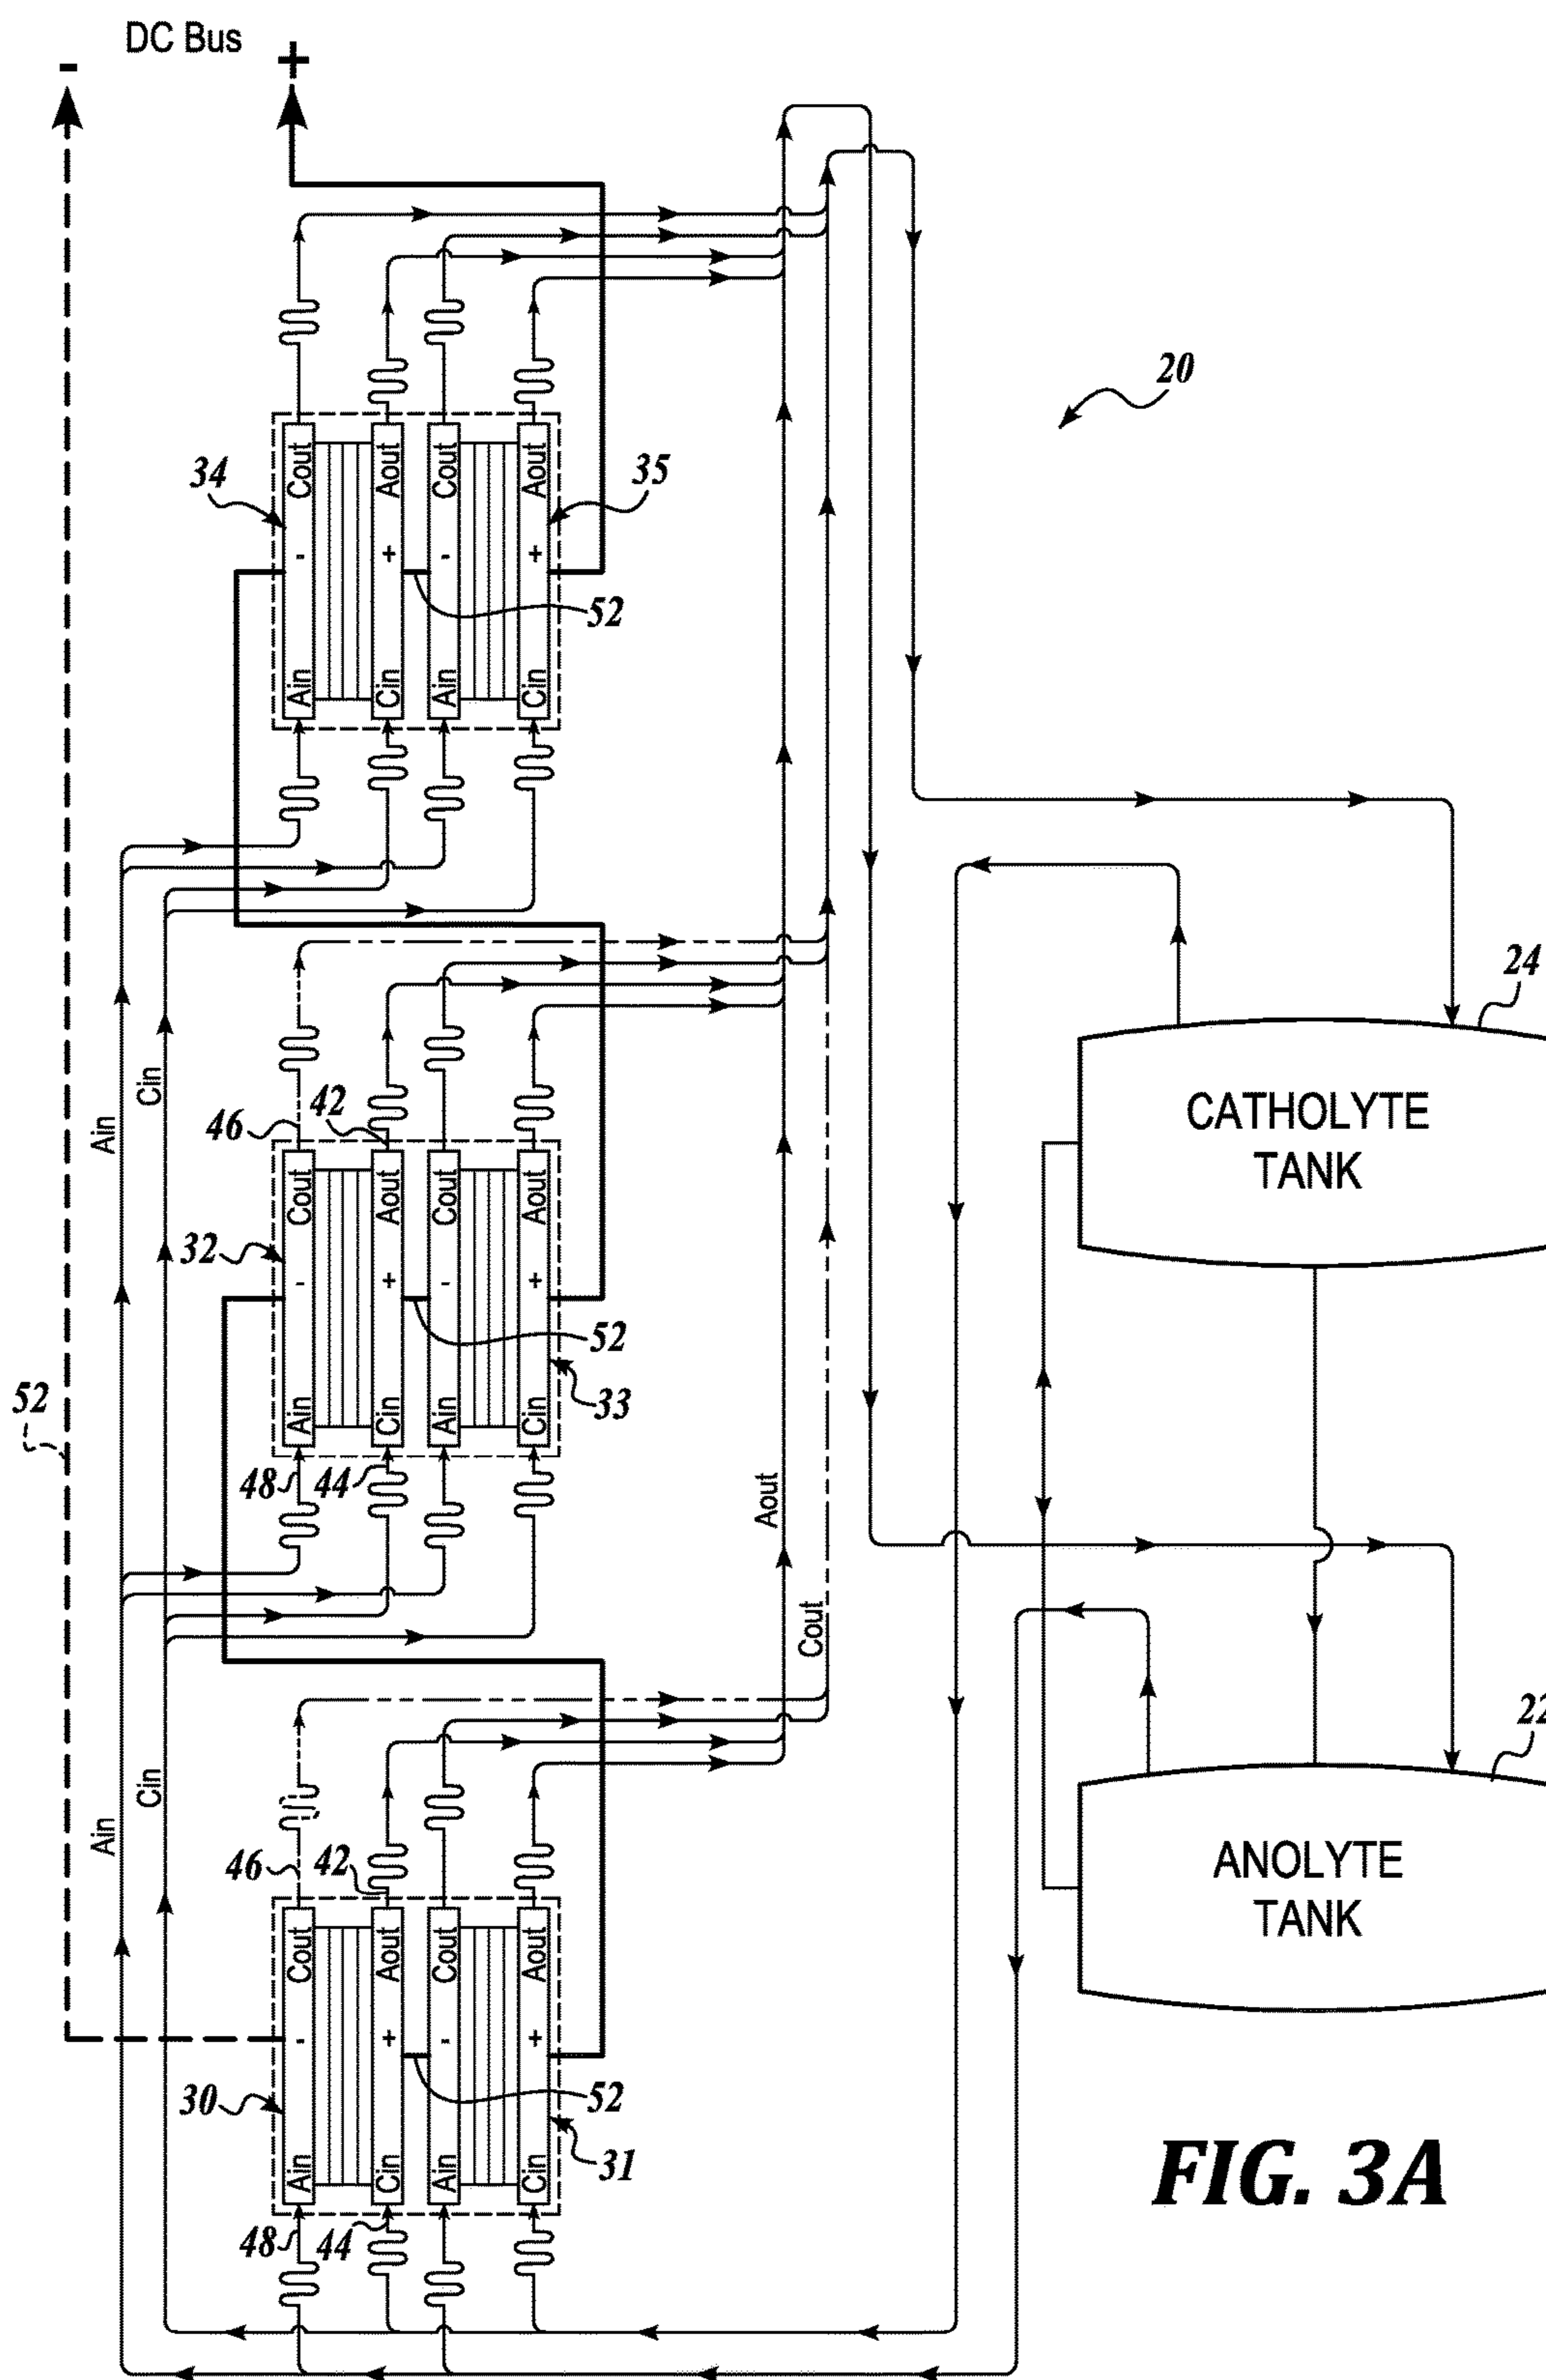 DC Bus
- +
20
34
Cout Aout Cout Aout
35
- + - +
52
Ain Cin Ain Cin
24
CATHOLYTE
TANK
Ain
Cin
46
42
Cout Aout Cout Aout
32
- + - +
52
52
33
Ain Cin Ain Cin
48
44
Aout
Cout
22
ANOLYTE
TANK
Ain
Cin
46
42
Cout Aout Cout Aout
- + - +
30
52
31
Ain Cin Ain Cin
48
44
FIG. 3A